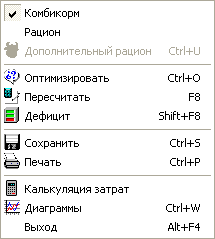 Комбикорм
Рацион
Дополнительный рацион Ctrl+U
Оптимизировать Ctrl+O
Пересчитать F8
Дефицит Shift+F8
Сохранить Ctrl+S
Печать Ctrl+P
Калькуляция затрат
Диаграммы Ctrl+W
Выход Alt+F4